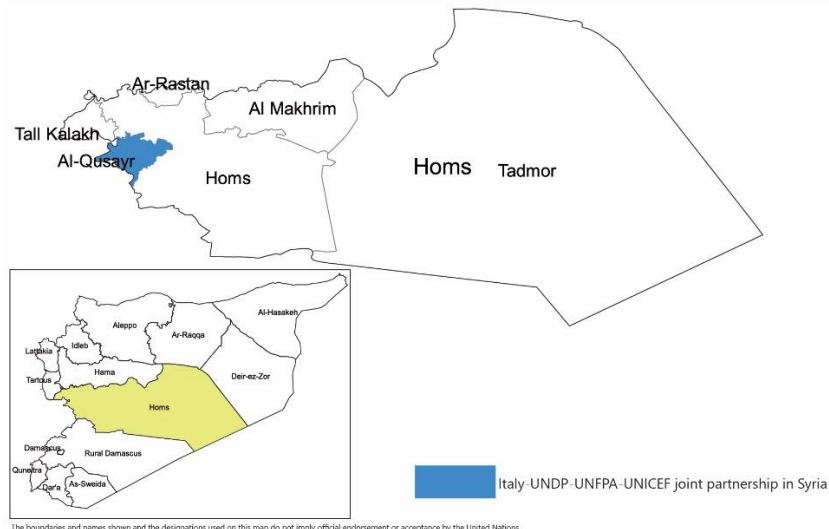 Ar-Rastan
Al Makhrim
Tall Kalakh
Al-Qusayr
Homs
Homs
Tadmor
Al-Hasakeh
Aleppo
Ar-Raqqa
Idleb
Lattakia
Hama
Deir-ez-Zor
Tartous
Homs
Damascus
Rural Damascus
Quneitra
As-Sweida
Dar'a
Italy-UNDP-UNFPA-UNICEF joint partnership in Syria
The boundaries and names shown and the designations used on this map do not imply official endorsement or acceptance by the United Nations.